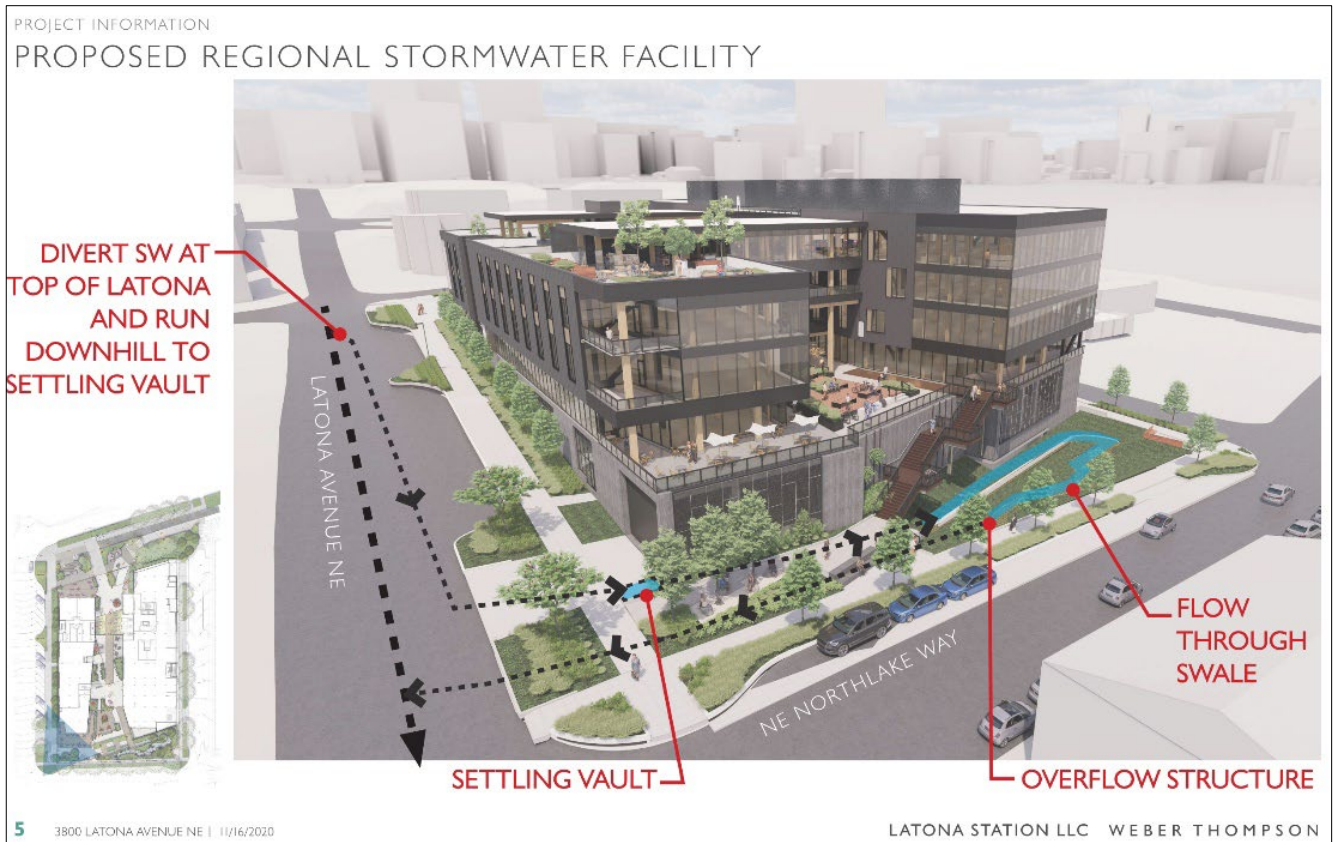 PROJECT INFORMATION
PROPOSED REGIONAL STORMWATER FACILITY
DIVERT SW AT
TOP OF LATONA
AND RUN
DOWNHILL TO
SETTLING VAULT
LATONA AVENUE NE
NE NORTHLAKE WAY
FLOW
THROUGH
SWALE
SETTLING VAULT
OVERFLOW STRUCTURE
5 3800 LATONA AVENUE NE | 11/16/2020
LATONA STATION LLC WEBER THOMPSON